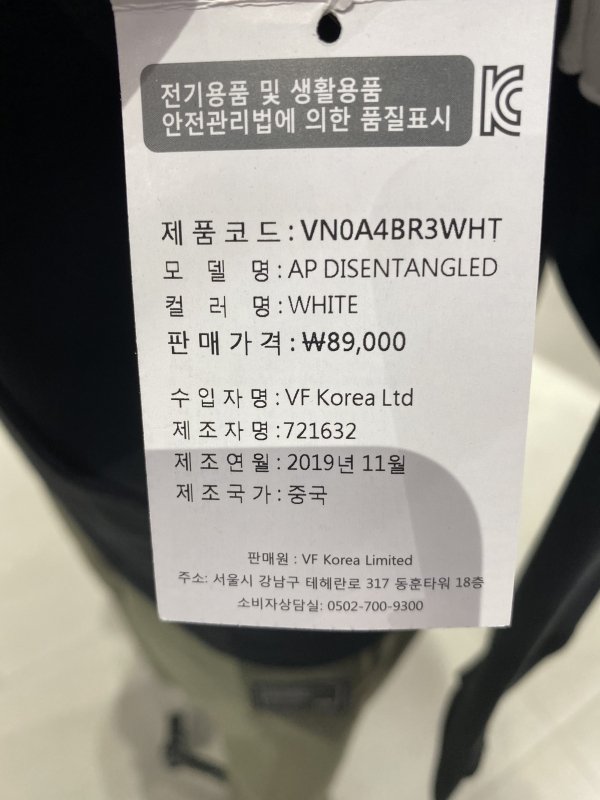 전기용품 및 생활용품
안전관리법에 의한 품질표시
KC
제품코드 : VN0A4BR3WHT
모델명 : AP DISENTANGLED
컬러명 : WHITE
판매가격 : ₩89,000
수입자명 : VF Korea Ltd
제조자명 : 721632
제조연월 : 2019년 11월
제조국가 : 중국
판매원 : VF Korea Limited
주소: 서울시 강남구 테헤란로 317 동훈타워 18층
소비자상담실: 0502-700-9300